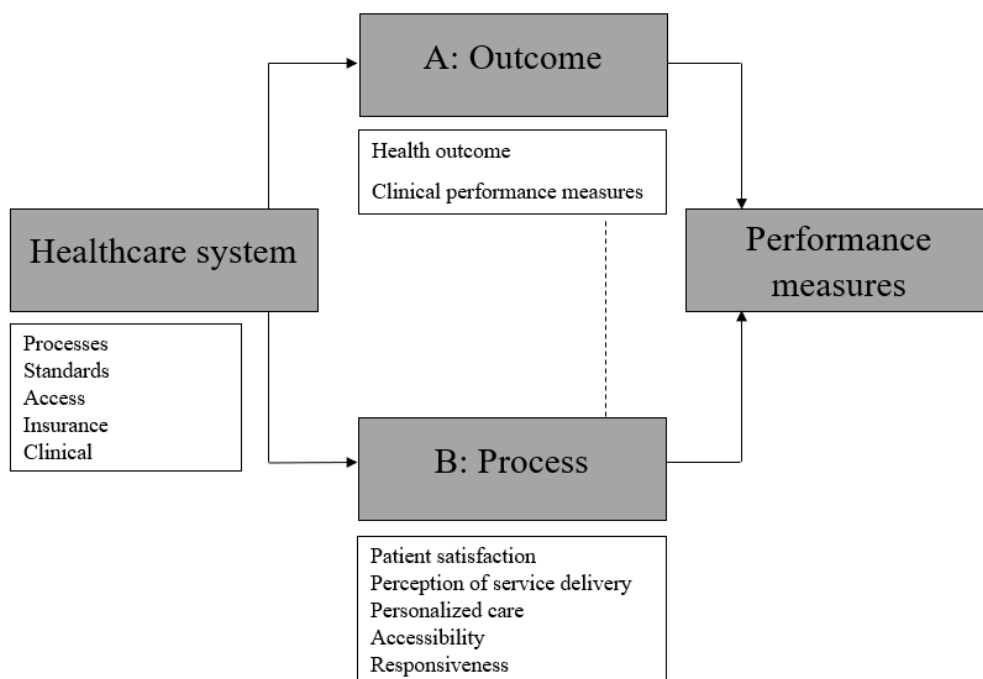 A: Outcome
Health outcome
Clinical performance measures
Healthcare system
Processes
Standards
Access
Insurance
Clinical
Performance
measures
B: Process
Patient satisfaction
Perception of service delivery
Personalized care
Accessibility
Responsiveness